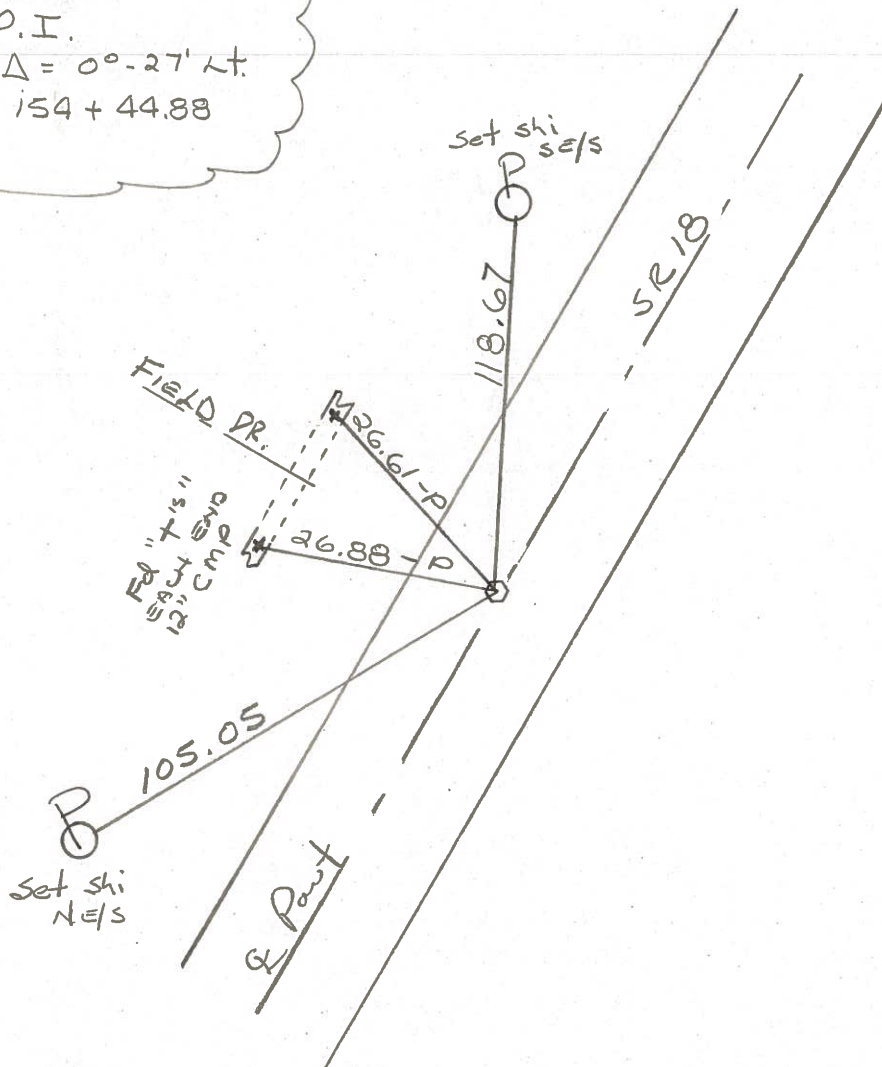 P.I.
Δ = 0°-27' Lt.
154 + 44.88
Set shi
SE/S
P
118.67
SR 18
FIELD DR.
26.61-P
Fd "+'s"
EACH END
12" CMP
26.88 - P
105.05
P
Set shi
NE/S
℄ Pavt